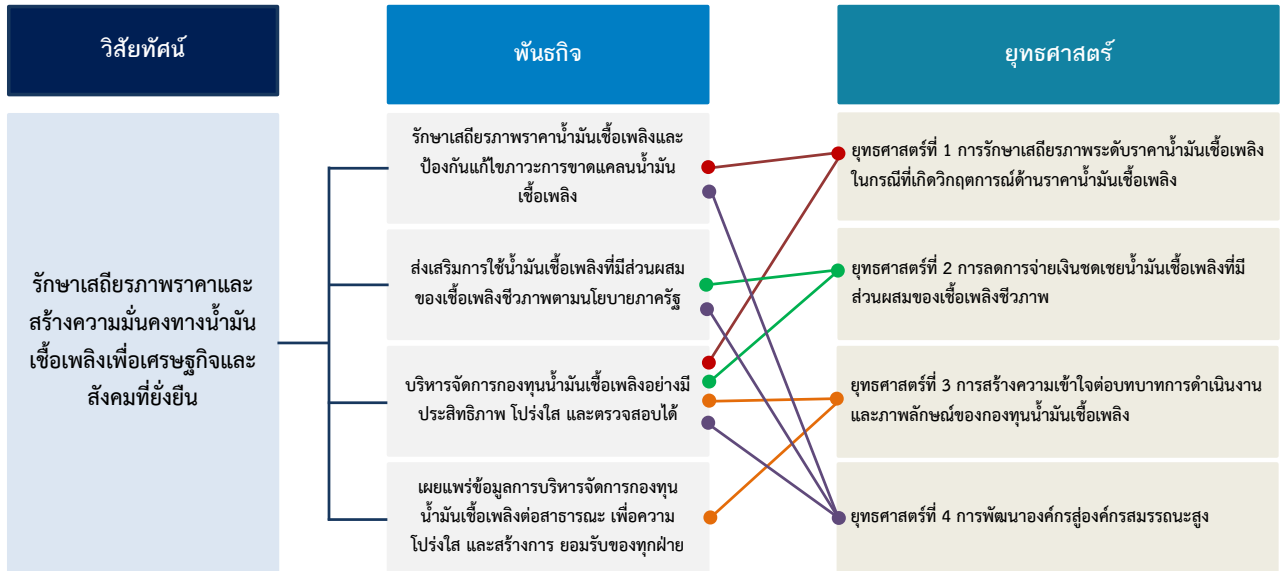 วิสัยทัศน์
รักษาเสถียรภาพราคาและ
สร้างความมั่นคงทางน้ำมัน
เชื้อเพลิงเพื่อเศรษฐกิจและ
สังคมที่ยั่งยืน
พันธกิจ
รักษาเสถียรภาพราคาน้ำมันเชื้อเพลิงและ
ป้องกันแก้ไขภาวะการขาดแคลนน้ำมัน
เชื้อเพลิง
ส่งเสริมการใช้น้ำมันเชื้อเพลิงที่มีส่วนผสม
ของเชื้อเพลิงชีวภาพตามนโยบายภาครัฐ
บริหารจัดการกองทุนน้ำมันเชื้อเพลิงอย่างมี
ประสิทธิภาพ โปร่งใส และตรวจสอบได้
เผยแพร่ข้อมูลการบริหารจัดการกองทุน
น้ำมันเชื้อเพลิงต่อสาธารณะ เพื่อความ
โปร่งใส และสร้างการ ยอมรับของทุกฝ่าย
ยุทธศาสตร์
ยุทธศาสตร์ที่ 1 การรักษาเสถียรภาพระดับราคาน้ำมันเชื้อเพลิง
ในกรณีที่เกิดวิกฤตการณ์ด้านราคาน้ำมันเชื้อเพลิง
ยุทธศาสตร์ที่ 2 การลดการจ่ายเงินชดเชยน้ำมันเชื้อเพลิงที่มี
ส่วนผสมของเชื้อเพลิงชีวภาพ
ยุทธศาสตร์ที่ 3 การสร้างความเข้าใจต่อบทบาทการดำเนินงาน
และภาพลักษณ์ของกองทุนน้ำมันเชื้อเพลิง
ยุทธศาสตร์ที่ 4 การพัฒนาองค์กรสู่องค์กรสมรรถนะสูง